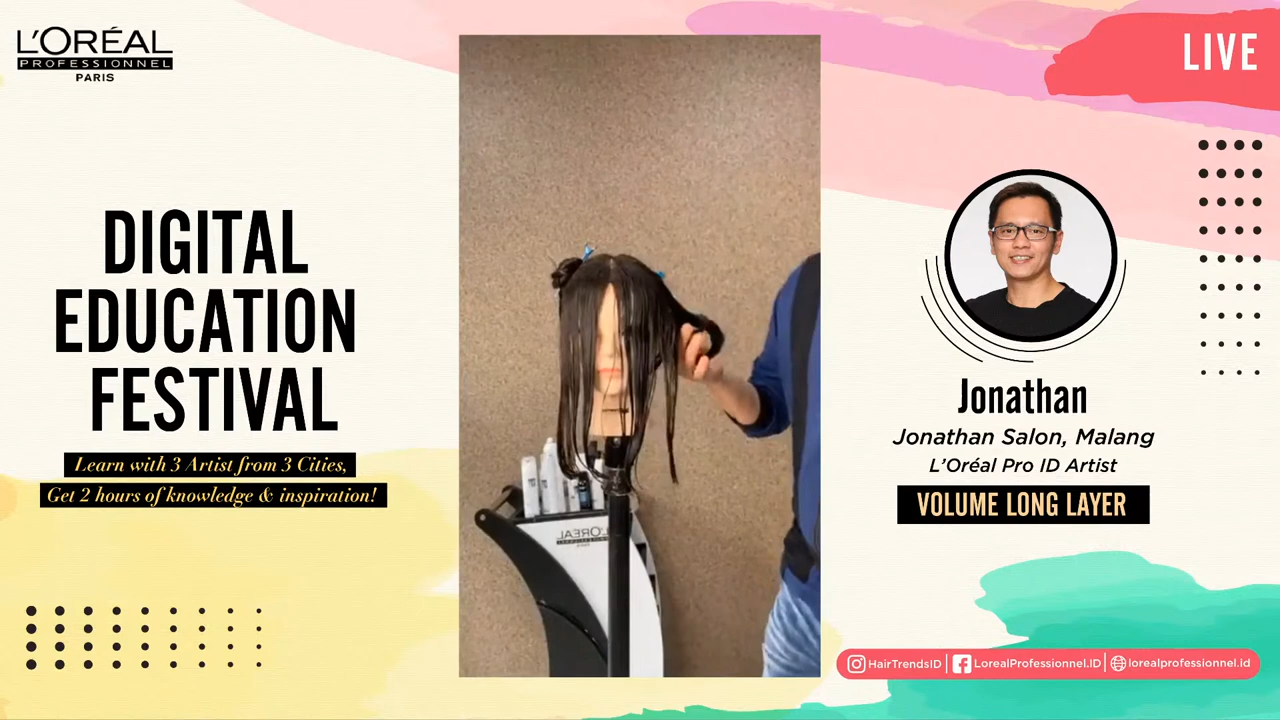 L'ORÉAL
PROFESSIONNEL
PARIS
LIVE
DIGITAL
EDUCATION
FESTIVAL
Learn with 3 Artist from 3 Cities,
Get 2 hours of knowledge & inspiration!
L'ORÉAL
Jonathan
Jonathan Salon, Malang
L'Oréal Pro ID Artist
VOLUME LONG LAYER
HairTrendsID | LorealProfessionnel.ID | lorealprofessionnel.id